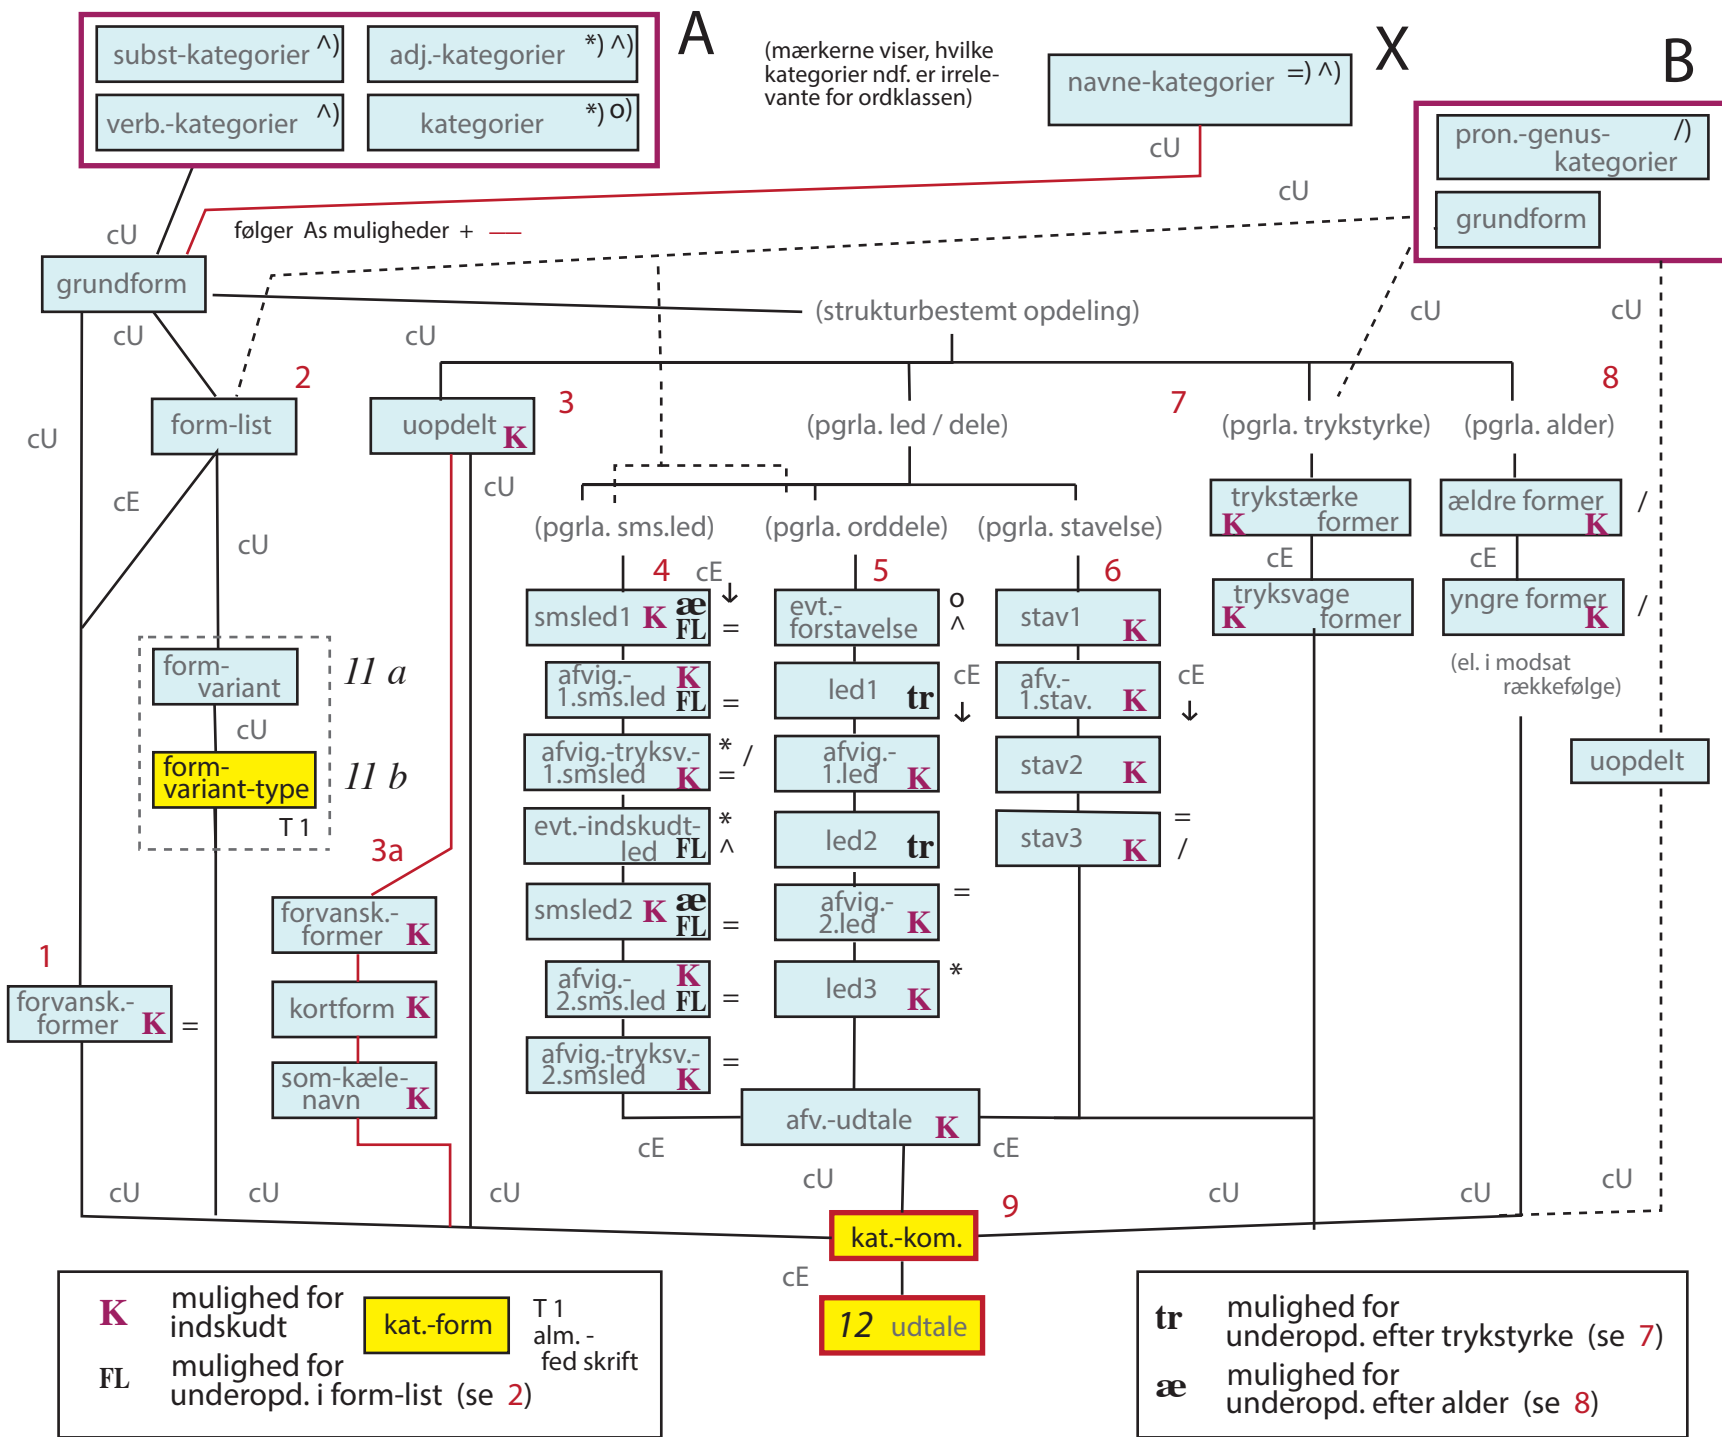 subst-kategorier ^)
adj.-kategorier *) ^)
verb.-kategorier ^)
kategorier *) o)
A
(mærkerne viser, hvilke
kategorier ndf. er irrele-
vante for ordklassen)
navne-kategorier =) ^)
X
B
pron.-genus- /)
kategorier
grundform
cU
cU
cU
følger As muligheder + —
grundform
(strukturbestemt opdeling)
cU
cU
cU
cU
2
form-list
uopdelt K
3
(pgrla. led / dele)
7
(pgrla. trykstyrke)
(pgrla. alder)
8
cU
cE
cU
cU
(pgrla. sms.led)
(pgrla. orddele)
(pgrla. stavelse)
trykstærke
K former
cE
tryksvage
K former
ældre former
K /
cE
yngre former
K /
(el. i modsat
rækkefølge)
4
cE ↓
smsled1 K æ
FL =
afvig.- K
1.sms.led FL =
afvig.-tryksv.- * /
1.smsled K =
evt.-indskudt- *
led FL ^
smsled2 K æ
FL =
afvig.- K
2.sms.led FL =
afvig.-tryksv.- =
2.smsled K
5
evt.- o
forstavelse ^
led1 tr
cE ↓
afvig.-
1.led K
led2 tr
afvig.- =
2.led K
led3 K *
6
stav1 K
afv.-
1.stav. K
cE ↓
stav2 K
stav3 K = /
uopdelt
form-
variant
11 a
cU
form-
variant-type
11 b
T 1
3a
forvansk.-
former K
kortform K
som-kæle-
navn K
1
forvansk.-
former K =
afv.-udtale K
cE
cE
cU
cU
cU
cU
cU
cU
cU
9
kat.-kom.
cE
12 udtale
K mulighed for
indskudt
kat.-form
T 1
alm. -
fed skrift
FL mulighed for
underopd. i form-list (se 2)
tr mulighed for
underopd. efter trykstyrke (se 7)
æ mulighed for
underopd. efter alder (se 8)